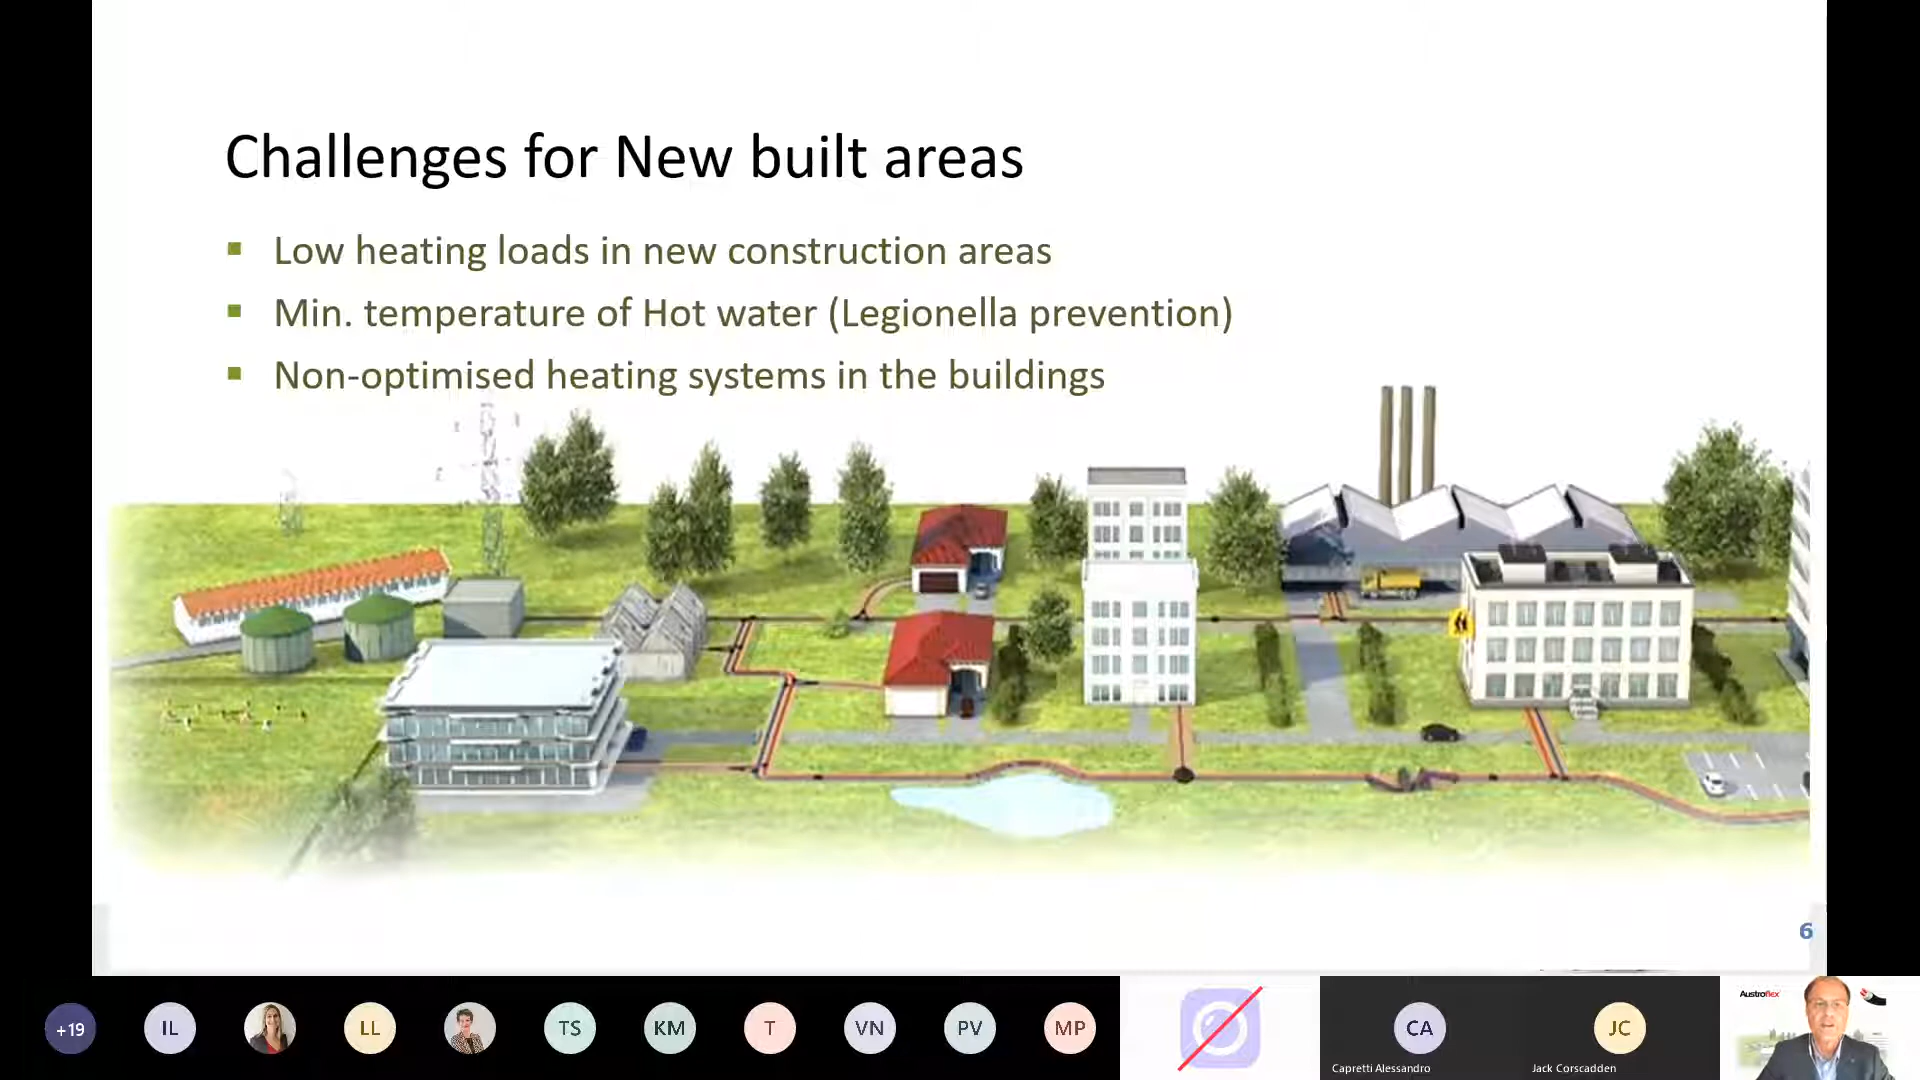 Challenges for New built areas
Low heating loads in new construction areas
Min. temperature of Hot water (Legionella prevention)
Non-optimised heating systems in the buildings
6
+19
IL
LL
TS
KM
T
VN
PV
MP
CA
Capretti Alessandro
JC
Jack Corscadden
Austroflex